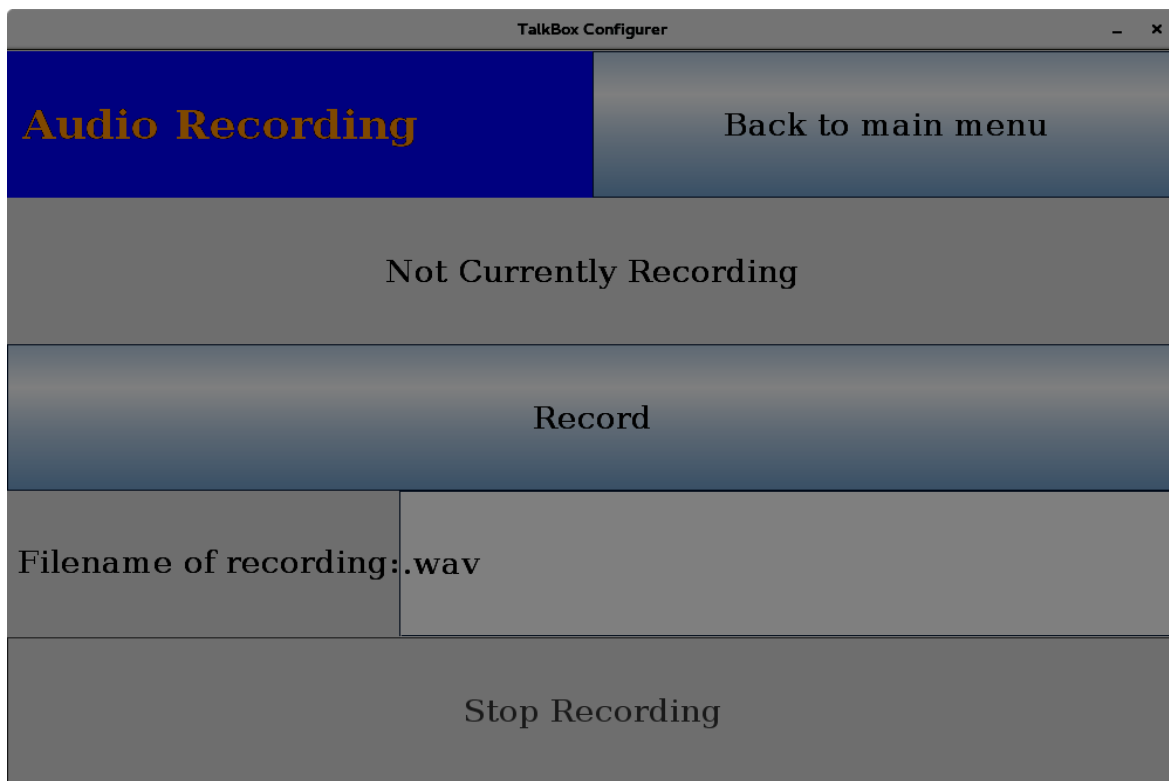 TalkBox Configurer
Audio Recording
Back to main menu
Not Currently Recording
Record
Filename of recording:
.wav
Stop Recording